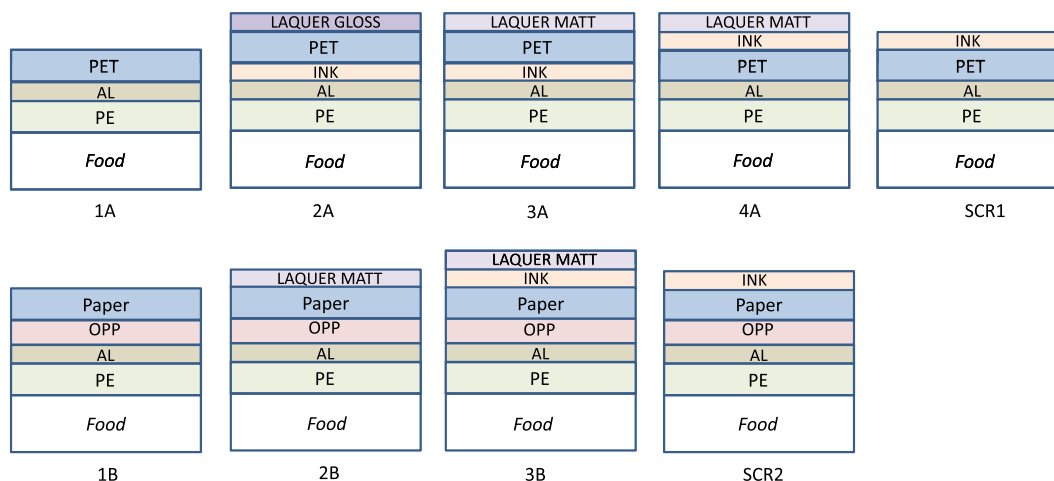 LAQUER GLOSS
LAQUER MATT
LAQUER MATT
PET
INK
INK
PET
PET
PET
PET
INK
INK
PET
AL
AL
AL
AL
AL
PE
PE
PE
PE
PE
Food
Food
Food
Food
Food
1A
2A
3A
4A
SCR1
LAQUER MATT
LAQUER MATT
INK
INK
Paper
Paper
Paper
Paper
OPP
OPP
OPP
OPP
AL
AL
AL
AL
PE
PE
PE
PE
Food
Food
Food
Food
1B
2B
3B
SCR2